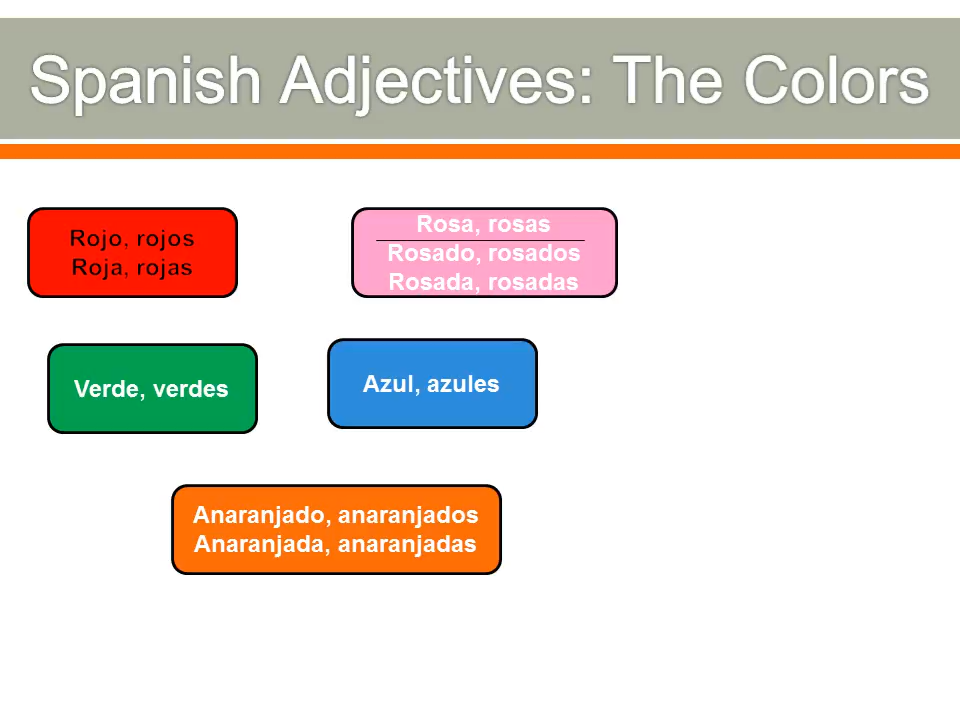 Spanish Adjectives: The Colors
Rojo, rojos
Roja, rojas
Rosa, rosas
Rosado, rosados
Rosada, rosadas
Verde, verdes
Azul, azules
Anaranjado, anaranjados
Anaranjada, anaranjadas